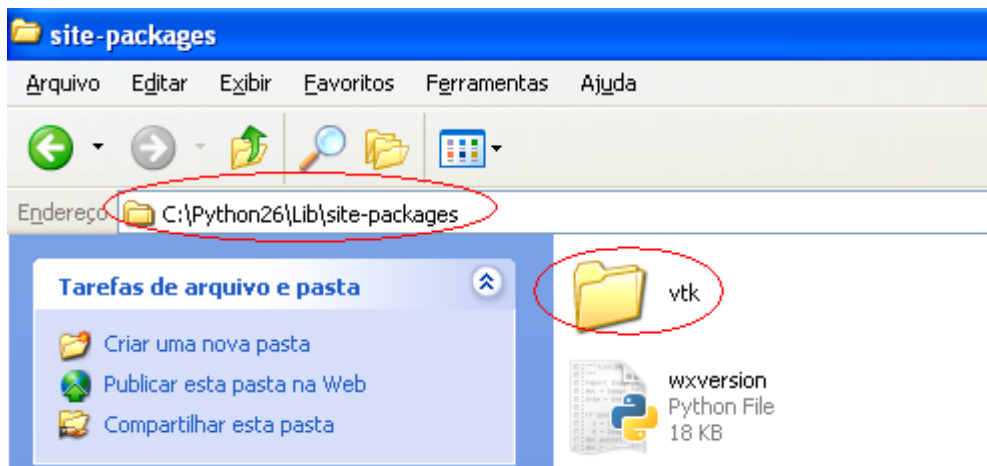 site-packages
Arquivo Editar Exibir Favoritos Ferramentas Ajuda
Endereço C:\Python26\Lib\site-packages
Tarefas de arquivo e pasta
Criar uma nova pasta
Publicar esta pasta na Web
Compartilhar esta pasta
vtk
wxversion
Python File
18 KB